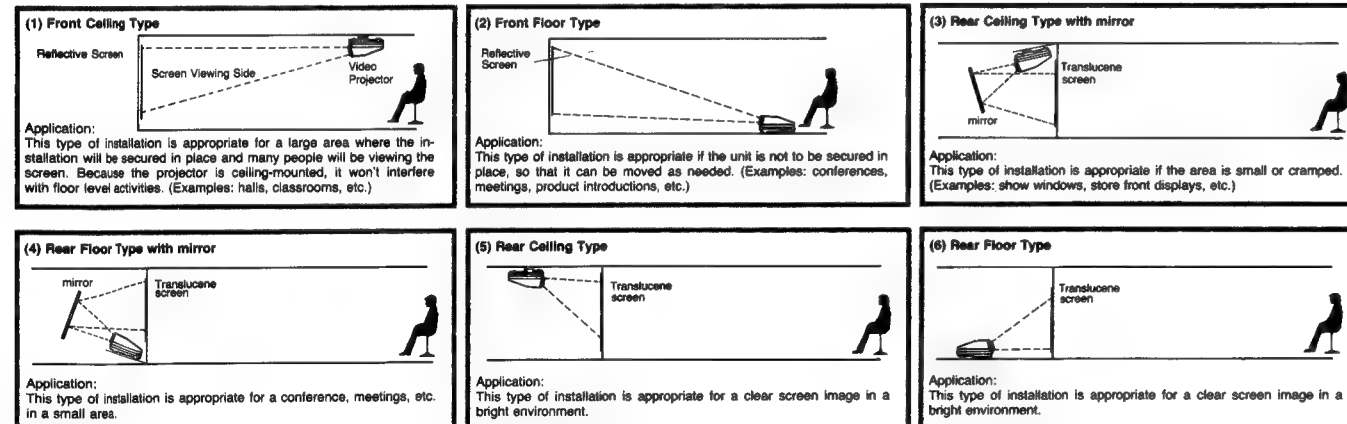 (1) Front Ceiling Type
Reflective Screen
Screen Viewing Side
Video
Projector
Application:
This type of installation is appropriate for a large area where the in-
stallation will be secured in place and many people will be viewing the
screen. Because the projector is ceiling-mounted, it won't interfere
with floor level activities. (Examples: halls, classrooms, etc.)
(2) Front Floor Type
Reflective
Screen
Application:
This type of installation is appropriate if the unit is not to be secured in
place, so that it can be moved as needed. (Examples: conferences,
meetings, product introductions, etc.)
(3) Rear Ceiling Type with mirror
Translucene
screen
mirror
Application:
This type of installation is appropriate if the area is small or cramped.
(Examples: show windows, store front displays, etc.)
(4) Rear Floor Type with mirror
mirror
Translucene
screen
Application:
This type of installation is appropriate for a conference, meetings, etc.
in a small area.
(5) Rear Ceiling Type
Translucene
screen
Application:
This type of installation is appropriate for a clear screen image in a
bright environment.
(6) Rear Floor Type
Translucene
screen
Application:
This type of installation is appropriate for a clear screen image in a
bright environment.